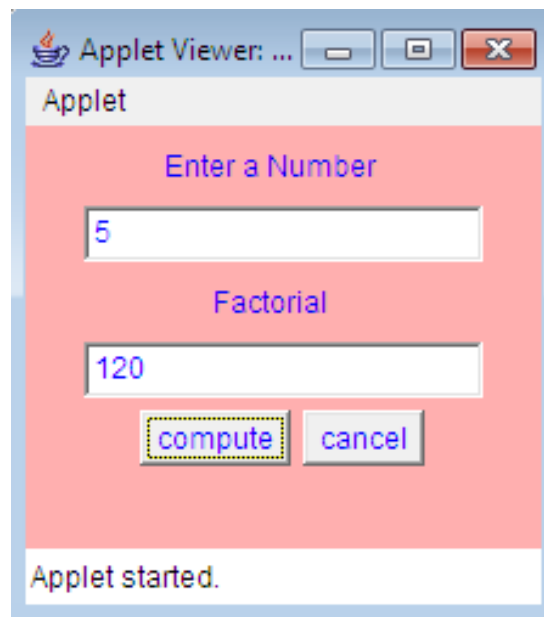 Applet Viewer: ...
Applet
Enter a Number
5
Factorial
120
compute cancel
Applet started.